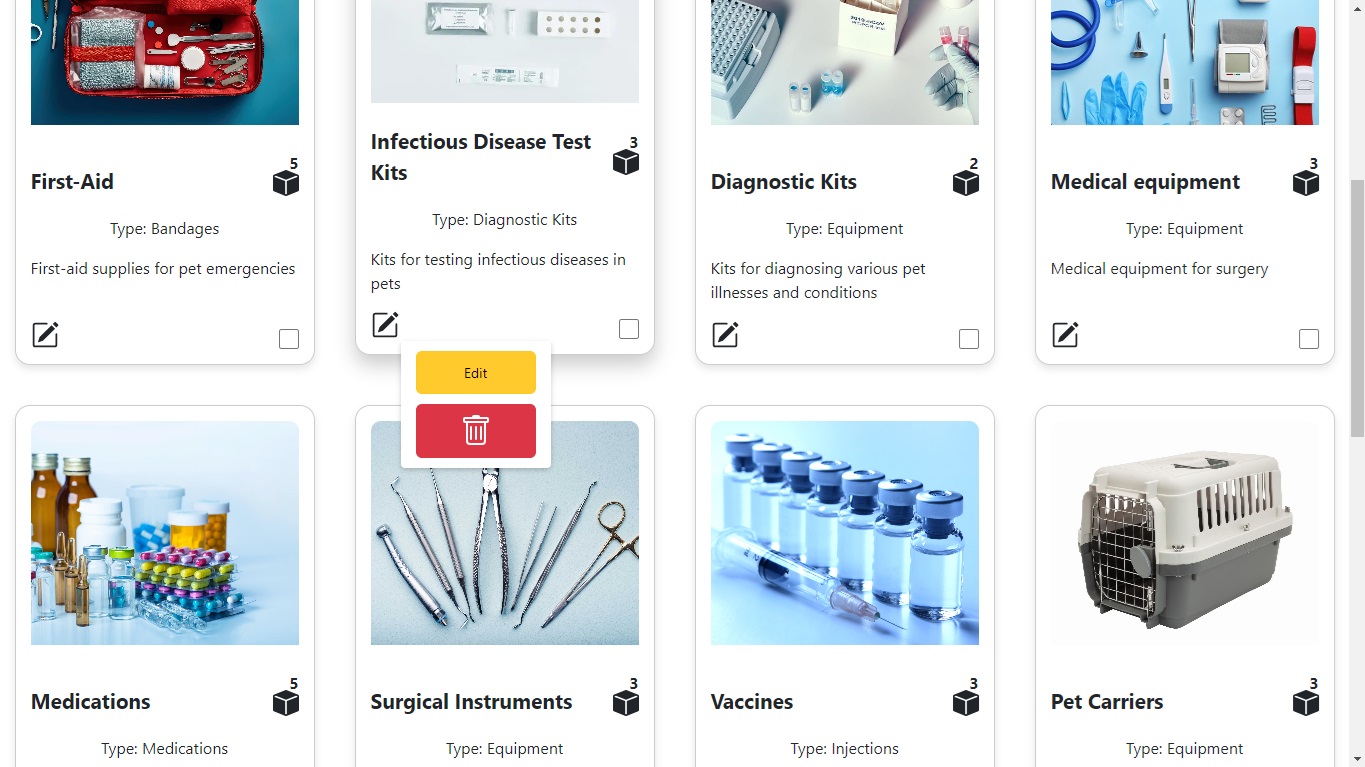 5
First-Aid
Type: Bandages
First-aid supplies for pet emergencies
3
Infectious Disease Test
Kits
Type: Diagnostic Kits
Kits for testing infectious diseases in
pets
Edit
2
Diagnostic Kits
Type: Equipment
Kits for diagnosing various pet
illnesses and conditions
3
Medical equipment
Type: Equipment
Medical equipment for surgery
5
Medications
Type: Medications
3
Surgical Instruments
Type: Equipment
3
Vaccines
Type: Injections
3
Pet Carriers
Type: Equipment